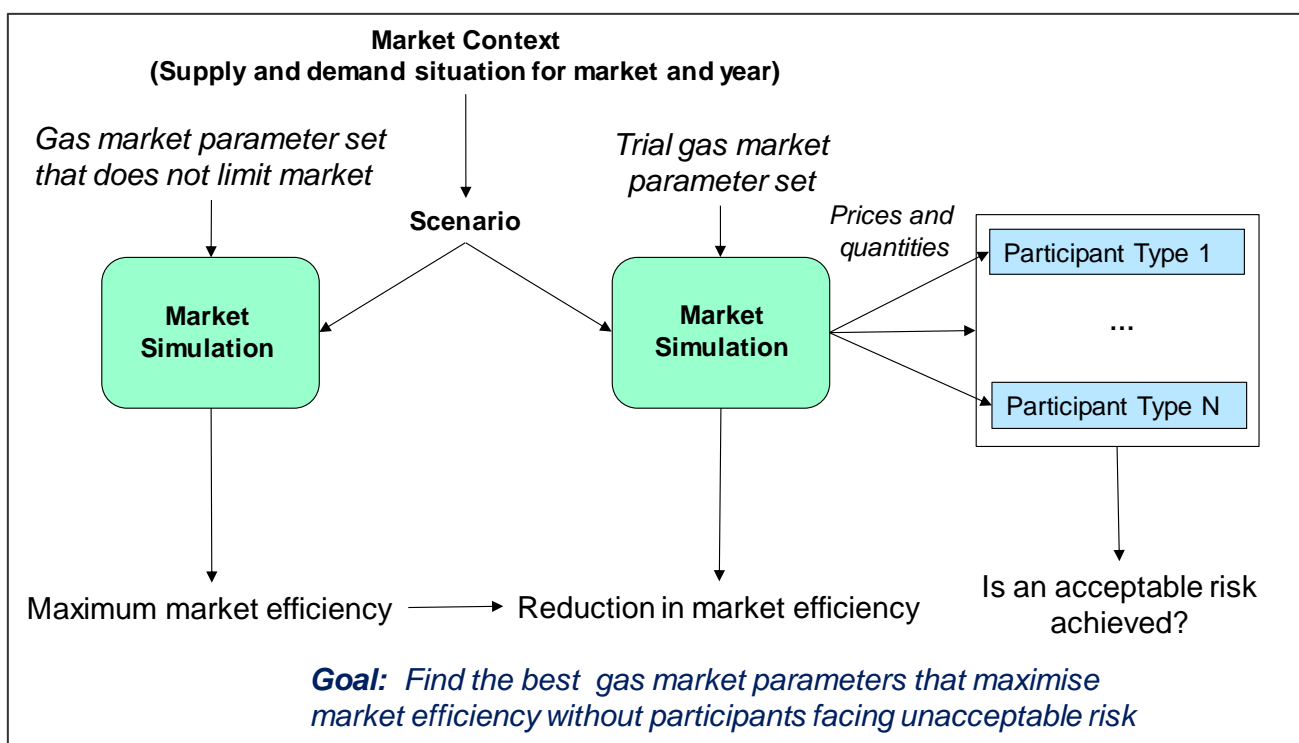 Market Context
(Supply and demand situation for market and year)
Gas market parameter set
that does not limit market
Trial gas market
parameter set
Scenario
Prices and
quantities
Market
Simulation
Market
Simulation
Participant Type 1
...
Participant Type N
Maximum market efficiency
Reduction in market efficiency
Is an acceptable risk
achieved?
Goal: Find the best gas market parameters that maximise
market efficiency without participants facing unacceptable risk